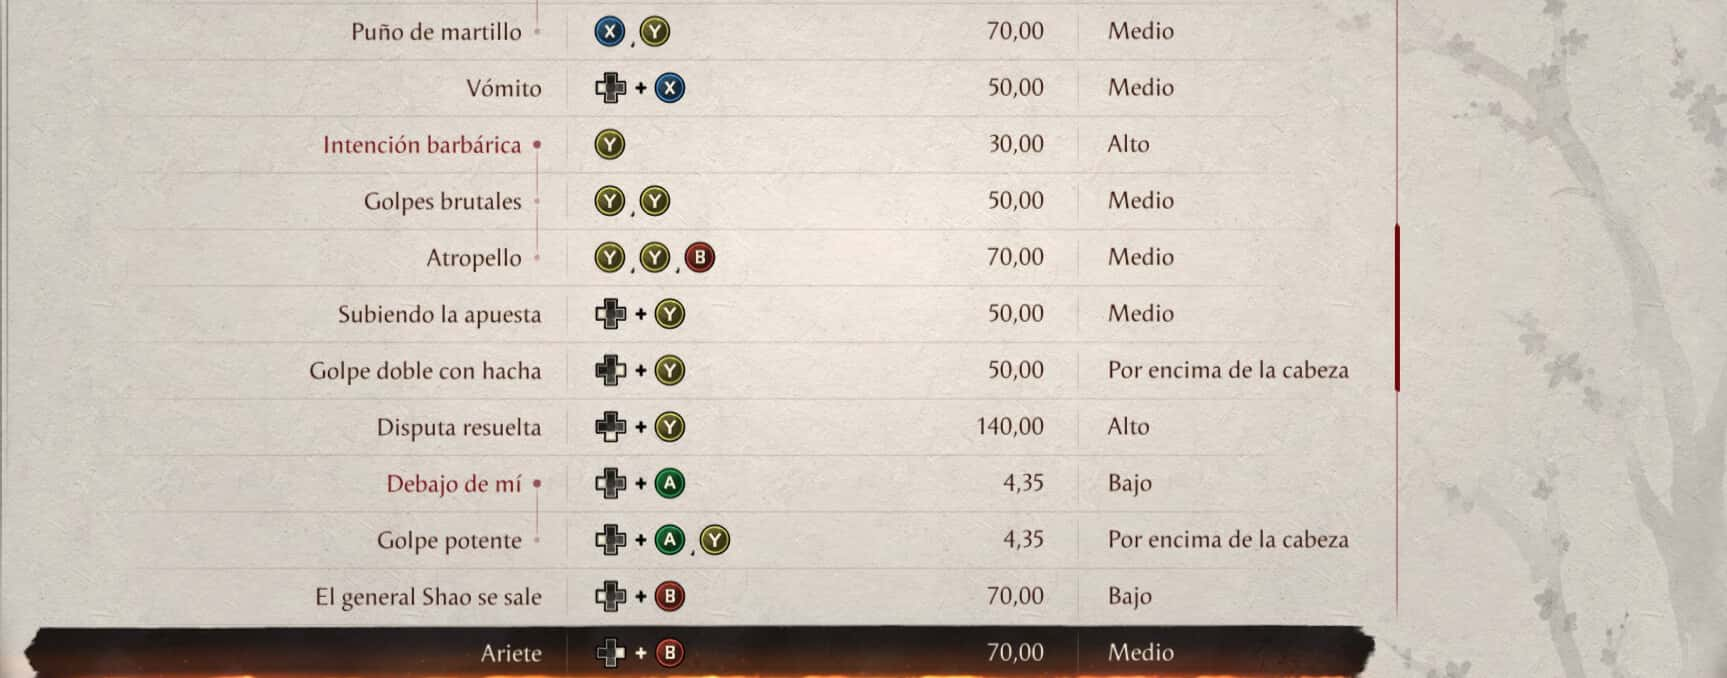 Puño de martillo X , Y 70,00 Medio
Vómito + X 50,00 Medio
Intención barbárica Y 30,00 Alto
Golpes brutales Y , Y 50,00 Medio
Atropello Y , Y , B 70,00 Medio
Subiendo la apuesta + Y 50,00 Medio
Golpe doble con hacha + Y 50,00 Por encima de la cabeza
Disputa resuelta + Y 140,00 Alto
Debajo de mí + A 4,35 Bajo
Golpe potente + A , Y 4,35 Por encima de la cabeza
El general Shao se sale + B 70,00 Bajo
Ariete + B 70,00 Medio